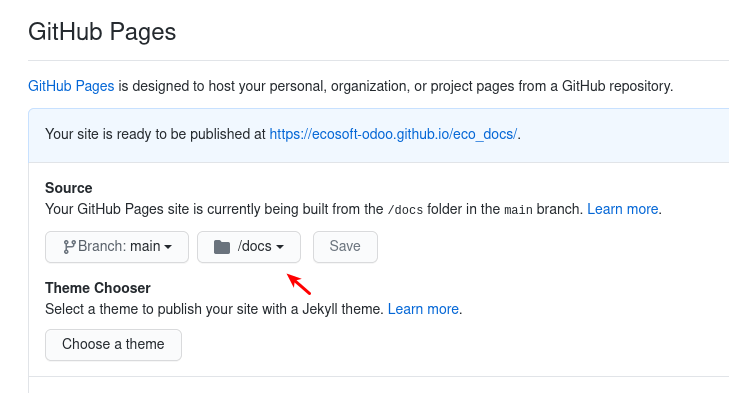 GitHub Pages
GitHub Pages is designed to host your personal, organization, or project pages from a GitHub repository.
Your site is ready to be published at https://ecosoft-odoo.github.io/eco_docs/.
Source
Your GitHub Pages site is currently being built from the /docs folder in the main branch. Learn more.
Branch: main /docs Save
Theme Chooser
Select a theme to publish your site with a Jekyll theme. Learn more.
Choose a theme